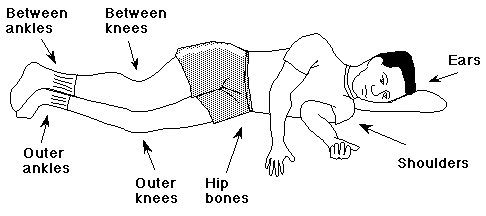 Between
ankles
Between
knees
Ears
Shoulders
Outer
ankles
Outer
knees
Hip
bones